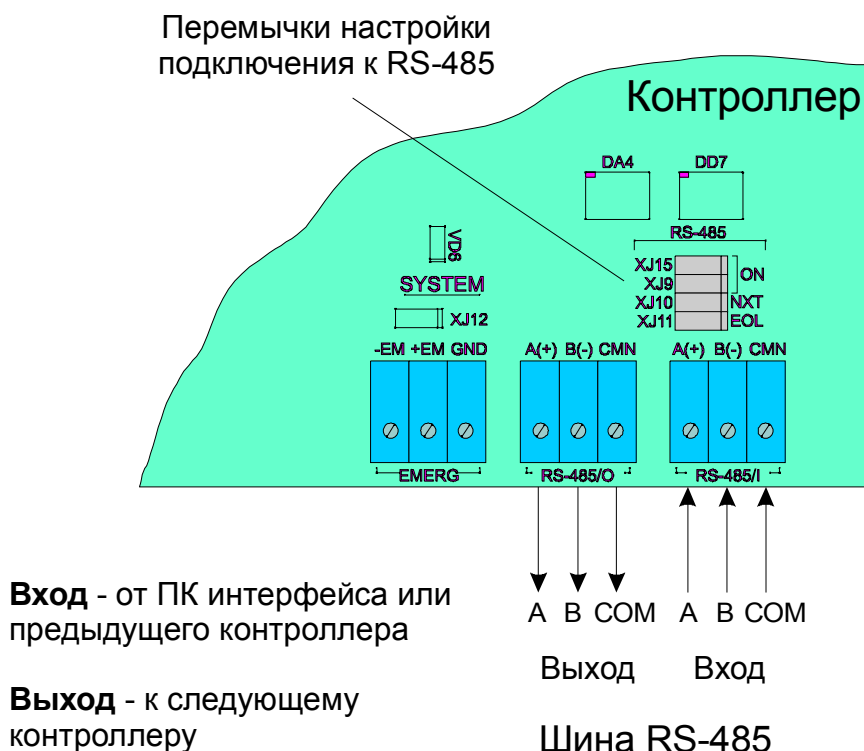 Перемычки настройки
подключения к RS-485
Контроллер
DA4 DD7
RS-485
VD6
SYSTEM
XJ12
XJ15
XJ9
XJ10
XJ11
ON
NXT
EOL
-EM +EM GND
A(+) B(-) CMN
A(+) B(-) CMN
EMERG
RS-485/O
RS-485/I
A B COM
A B COM
Выход
Вход
Шина RS-485
Вход - от ПК интерфейса или
предыдущего контроллера
Выход - к следующему
контроллеру